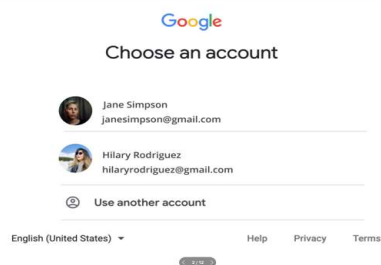 Google
Choose an account
Jane Simpson
janesimpson@gmail.com
Hilary Rodriguez
hilaryrodriguez@gmail.com
Use another account
English (United States) Help Privacy Terms